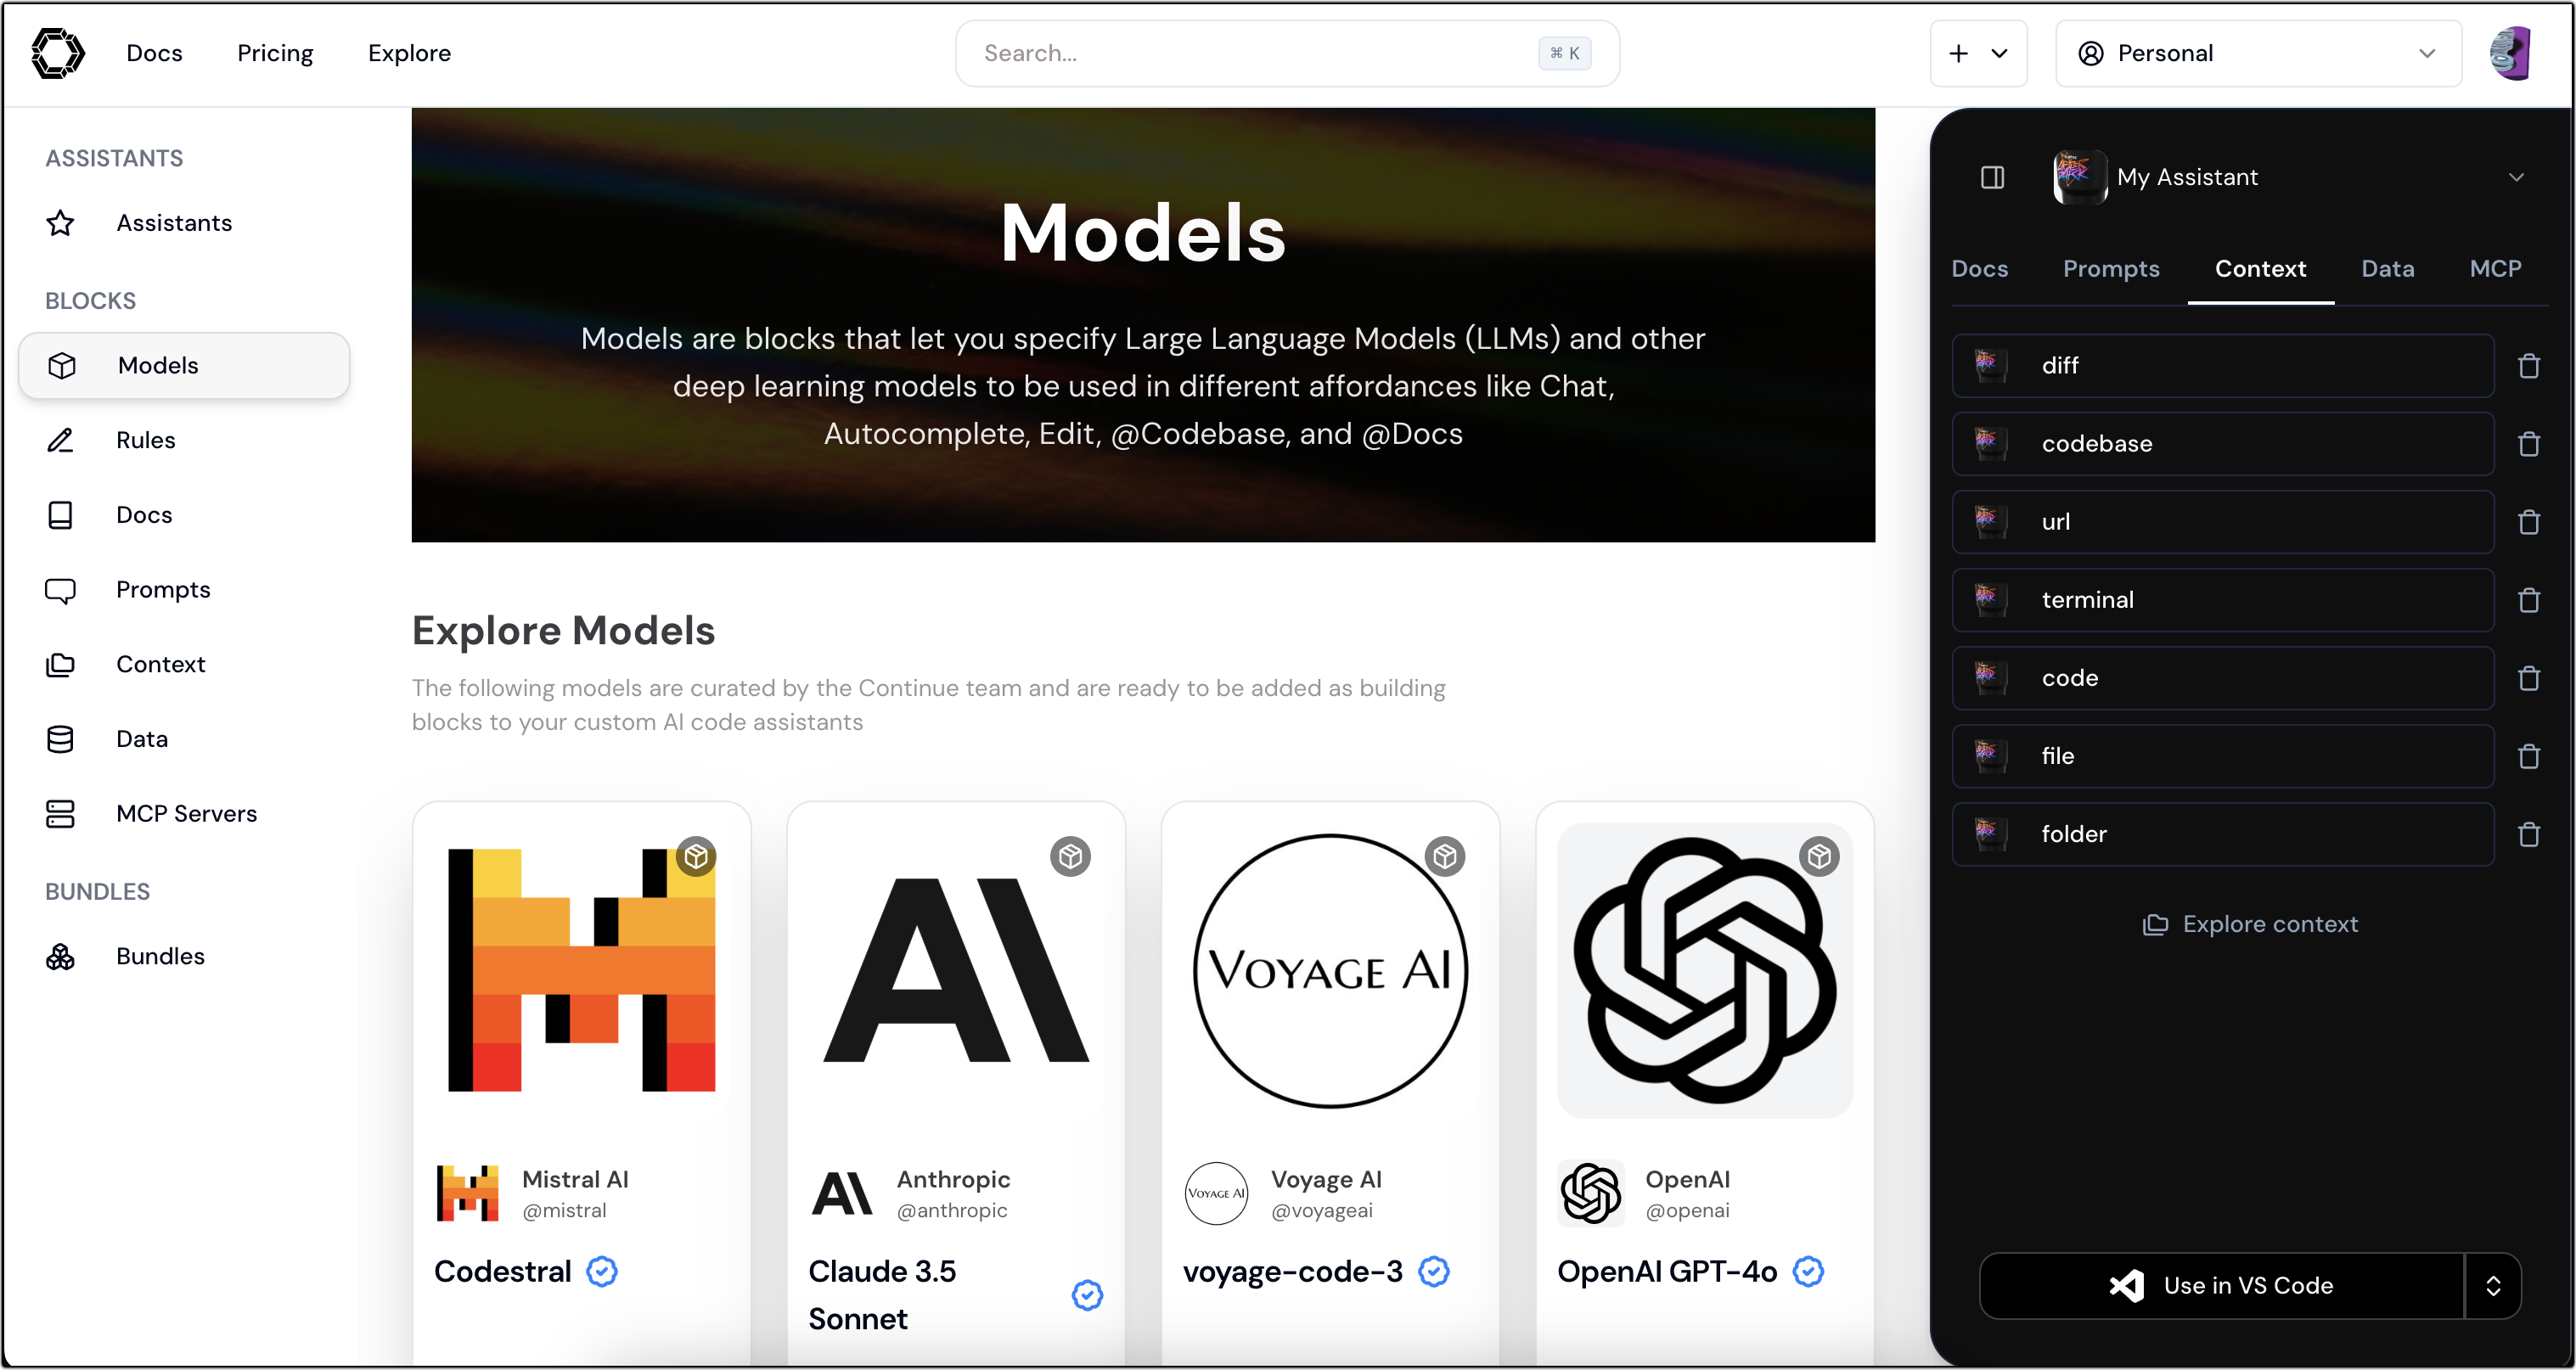 Docs
Pricing
Explore
Search...
⌘ K
Personal
ASSISTANTS
Assistants
BLOCKS
Models
Rules
Docs
Prompts
Context
Data
MCP Servers
BUNDLES
Bundles
Models
Models are blocks that let you specify Large Language Models (LLMs) and other
deep learning models to be used in different affordances like Chat,
Autocomplete, Edit, @Codebase, and @Docs
Explore Models
The following models are curated by the Continue team and are ready to be added as building
blocks to your custom AI code assistants
Mistral AI
@mistral
Codestral
Anthropic
@anthropic
Claude 3.5
Sonnet
VOYAGE AI
VOYAGE AI
Voyage AI
@voyageai
voyage-code-3
OpenAI
@openai
OpenAI GPT-4o
My Assistant
Docs
Prompts
Context
Data
MCP
diff
codebase
url
terminal
code
file
folder
Explore context
Use in VS Code